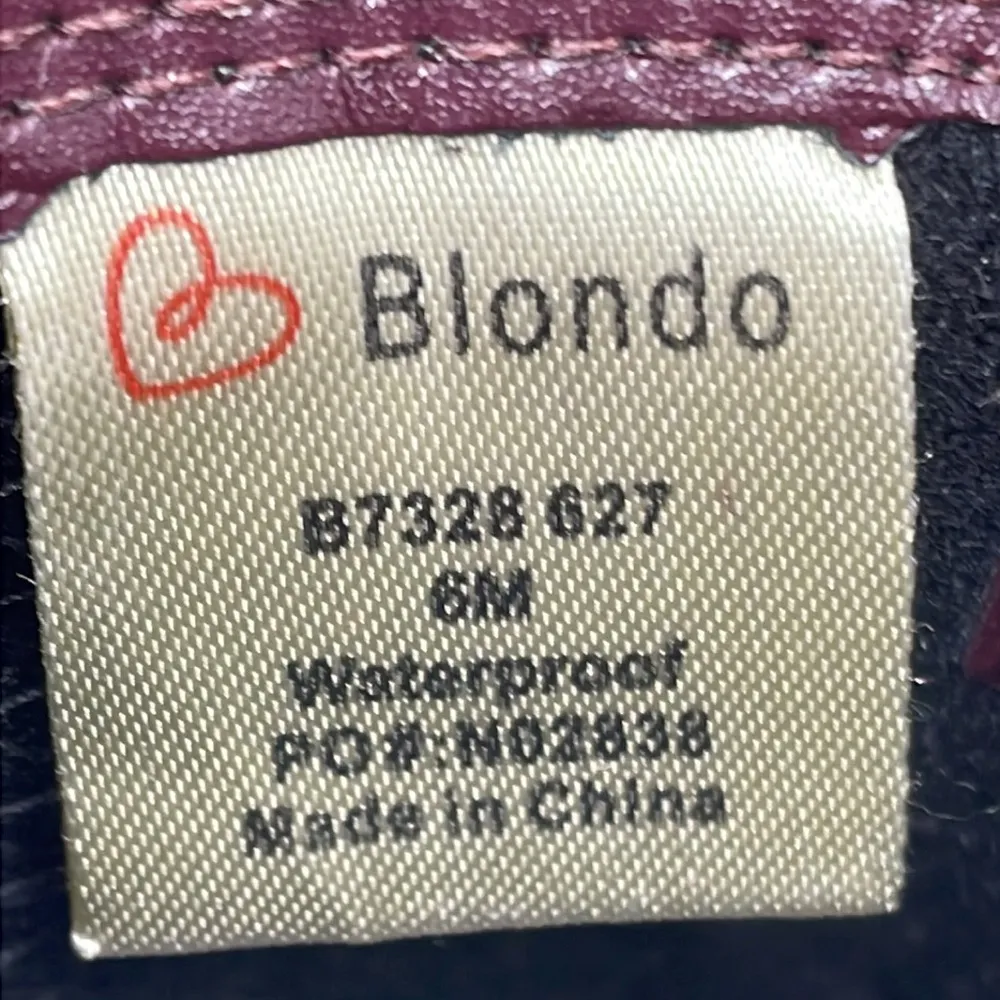 Blondo
B7328 627
6M
Waterproof
PO#:N02838
Made in China